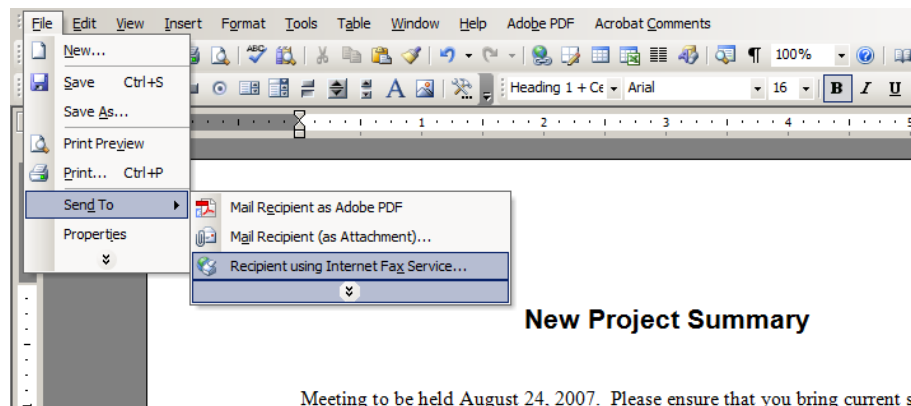 File Edit View Insert Format Tools Table Window Help Adobe PDF Acrobat Comments
New... ABC ¶ 100%
Save Ctrl+S A Heading 1 + Ce Arial 16 B I U
Save As...
1 2 3 4 5
Print Preview
Print... Ctrl+P
Send To Mail Recipient as Adobe PDF
Properties Mail Recipient (as Attachment)...
Recipient using Internet Fax Service...
New Project Summary
Meeting to be held August 24, 2007. Please ensure that you bring current s